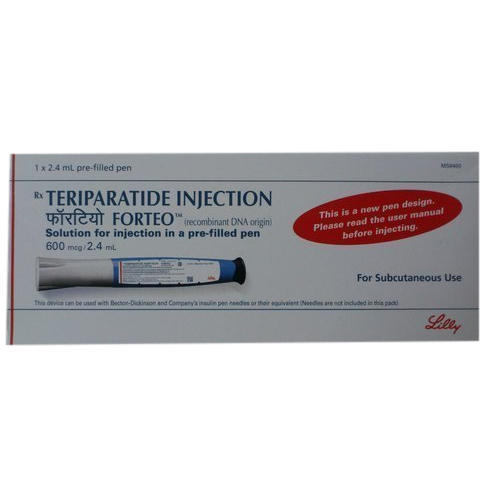 1 x 2.4 mL pre-filled pen
MS9460
Rx TERIPARATIDE INJECTION
फॉरटियो FORTEO™ (recombinant DNA origin)
Solution for injection in a pre-filled pen
600 mcg/2.4 mL
This is a new pen design.
Please read the user manual
before injecting.
For Subcutaneous Use
This device can be used with Becton-Dickinson and Company's insulin pen needles or their equivalent (Needles are not included in this pack)
Lilly